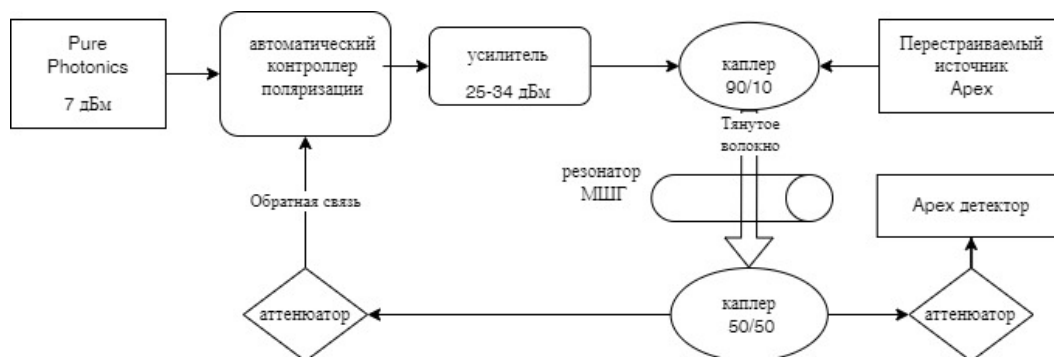 Pure
Photonics
7 дБм
автоматический
контроллер
поляризации
усилитель
25-34 дБм
каплер
90/10
Перестраиваемый
источник
Apex
Тянутое
волокно
резонатор
МШГ
Обратная связь
Apex детектор
аттенюатор
каплер
50/50
аттенюатор